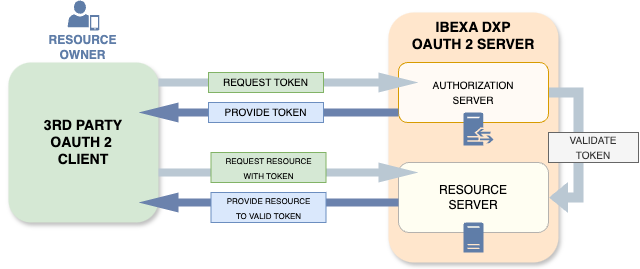 RESOURCE
OWNER
3RD PARTY
OAUTH 2
CLIENT
REQUEST TOKEN
PROVIDE TOKEN
REQUEST RESOURCE
WITH TOKEN
PROVIDE RESOURCE
TO VALID TOKEN
IBEXA DXP
OAUTH 2 SERVER
AUTHORIZATION
SERVER
RESOURCE
SERVER
VALIDATE
TOKEN